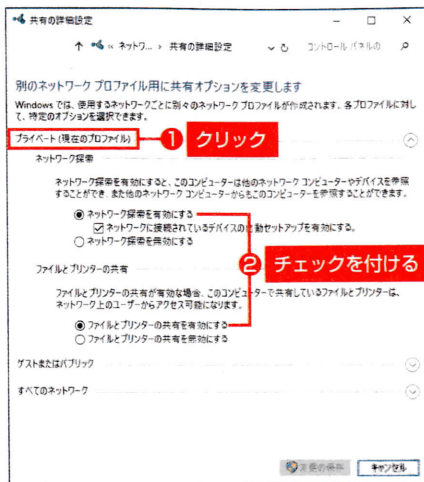 共有の詳細設定
ネットワ... › 共有の詳細設定
コントロール パネルの
別のネットワーク プロファイル用に共有オプションを変更します
Windows では、使用するネットワークごとに別々のネットワーク プロファイルが作成されます。各プロファイルに対し
て、特定のオプションを選択できます。
プライベート (現在のプロファイル)
1 クリック
ネットワーク探索
ネットワーク探索を有効にすると、このコンピューターは他のネットワーク コンピューターやデバイスを参照
することができ、また他のネットワーク コンピューターからもこのコンピューターを参照することができます。
ネットワーク探索を有効にする
ネットワークに接続されているデバイスの 動セットアップを有効にする。
ネットワーク探索を無効にする
2 チェックを付ける
ファイルとプリンターの共有
ファイルとプリンターの共有が有効な場合、このコンピューターで共有しているファイルとプリンターは、
ネットワーク上のユーザーからアクセス可能になります。
ファイルとプリンターの共有を有効にする
ファイルとプリンターの共有を無効にする
ゲストまたはパブリック
すべてのネットワーク
変更の保存
キャンセル